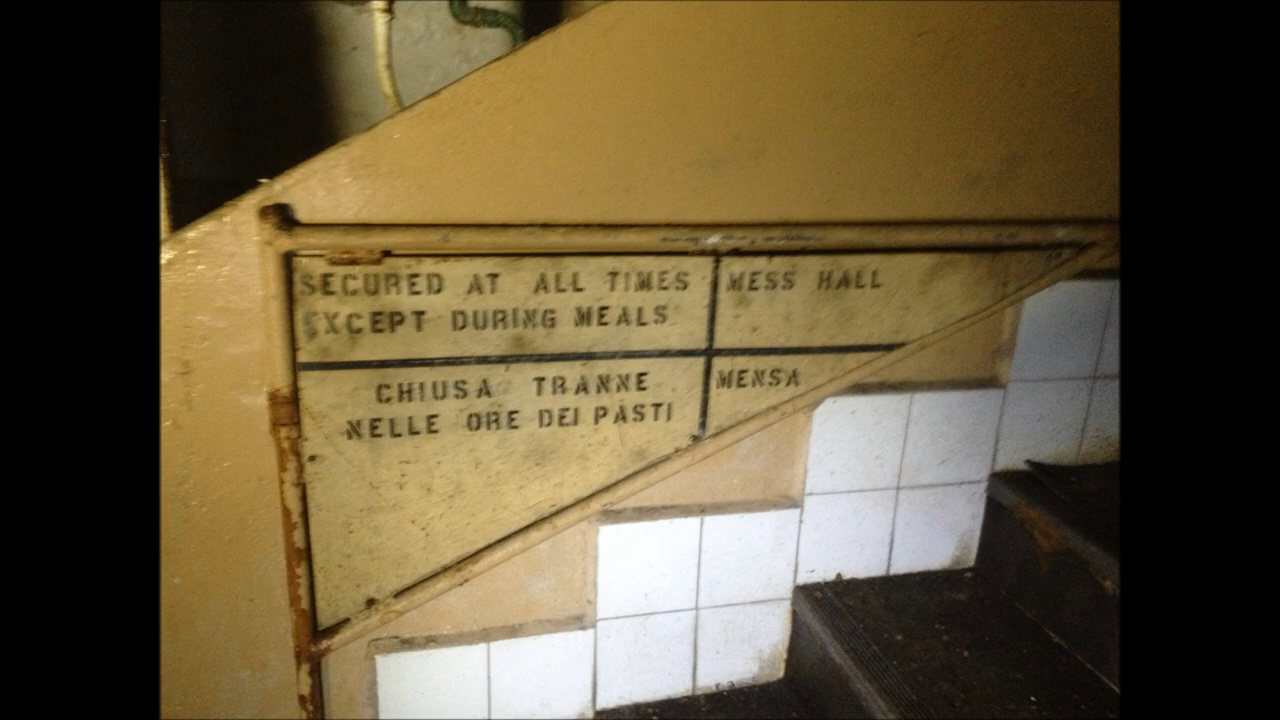 SECURED AT ALL TIMES
EXCEPT DURING MEALS
MESS HALL
CHIUSA TRANNE
NELLE ORE DEI PASTI
MENSA